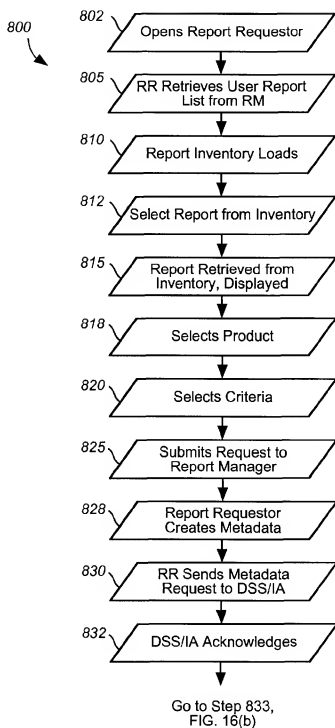 800
802
Opens Report Requestor
805
RR Retrieves User Report
List from RM
810
Report Inventory Loads
812
Select Report from Inventory
815
Report Retrieved from
Inventory, Displayed
818
Selects Product
820
Selects Criteria
825
Submits Request to
Report Manager
828
Report Requestor
Creates Metadata
830
RR Sends Metadata
Request to DSS/IA
832
DSS/IA Acknowledges
Go to Step 833,
FIG. 16(b)